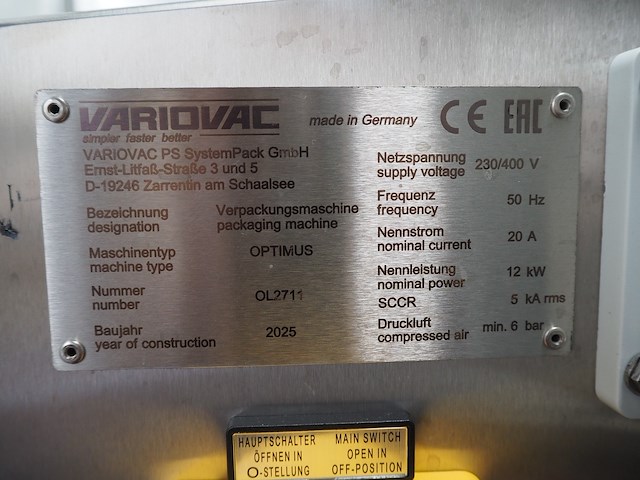 VARIOVAC
simpler faster better
made in Germany
CE EAC
VARIOVAC PS SystemPack GmbH
Ernst-Litfaß-Straße 3 und 5
D-19246 Zarrentin am Schaalsee
Bezeichnung Verpackungsmaschine
designation packaging machine
Maschinentyp OPTIMUS
machine type
Nummer OL2711
number
Baujahr 2025
year of construction
Netzspannung 230/400 V
supply voltage
Frequenz 50 Hz
frequency
Nennstrom 20 A
nominal current
Nennleistung 12 kW
nominal power
SCCR 5 kA rms
Druckluft min. 6 bar
compressed air
HAUPTSCHALTER
ÖFFNEN IN
O-STELLUNG
MAIN SWITCH
OPEN IN
OFF-POSITION